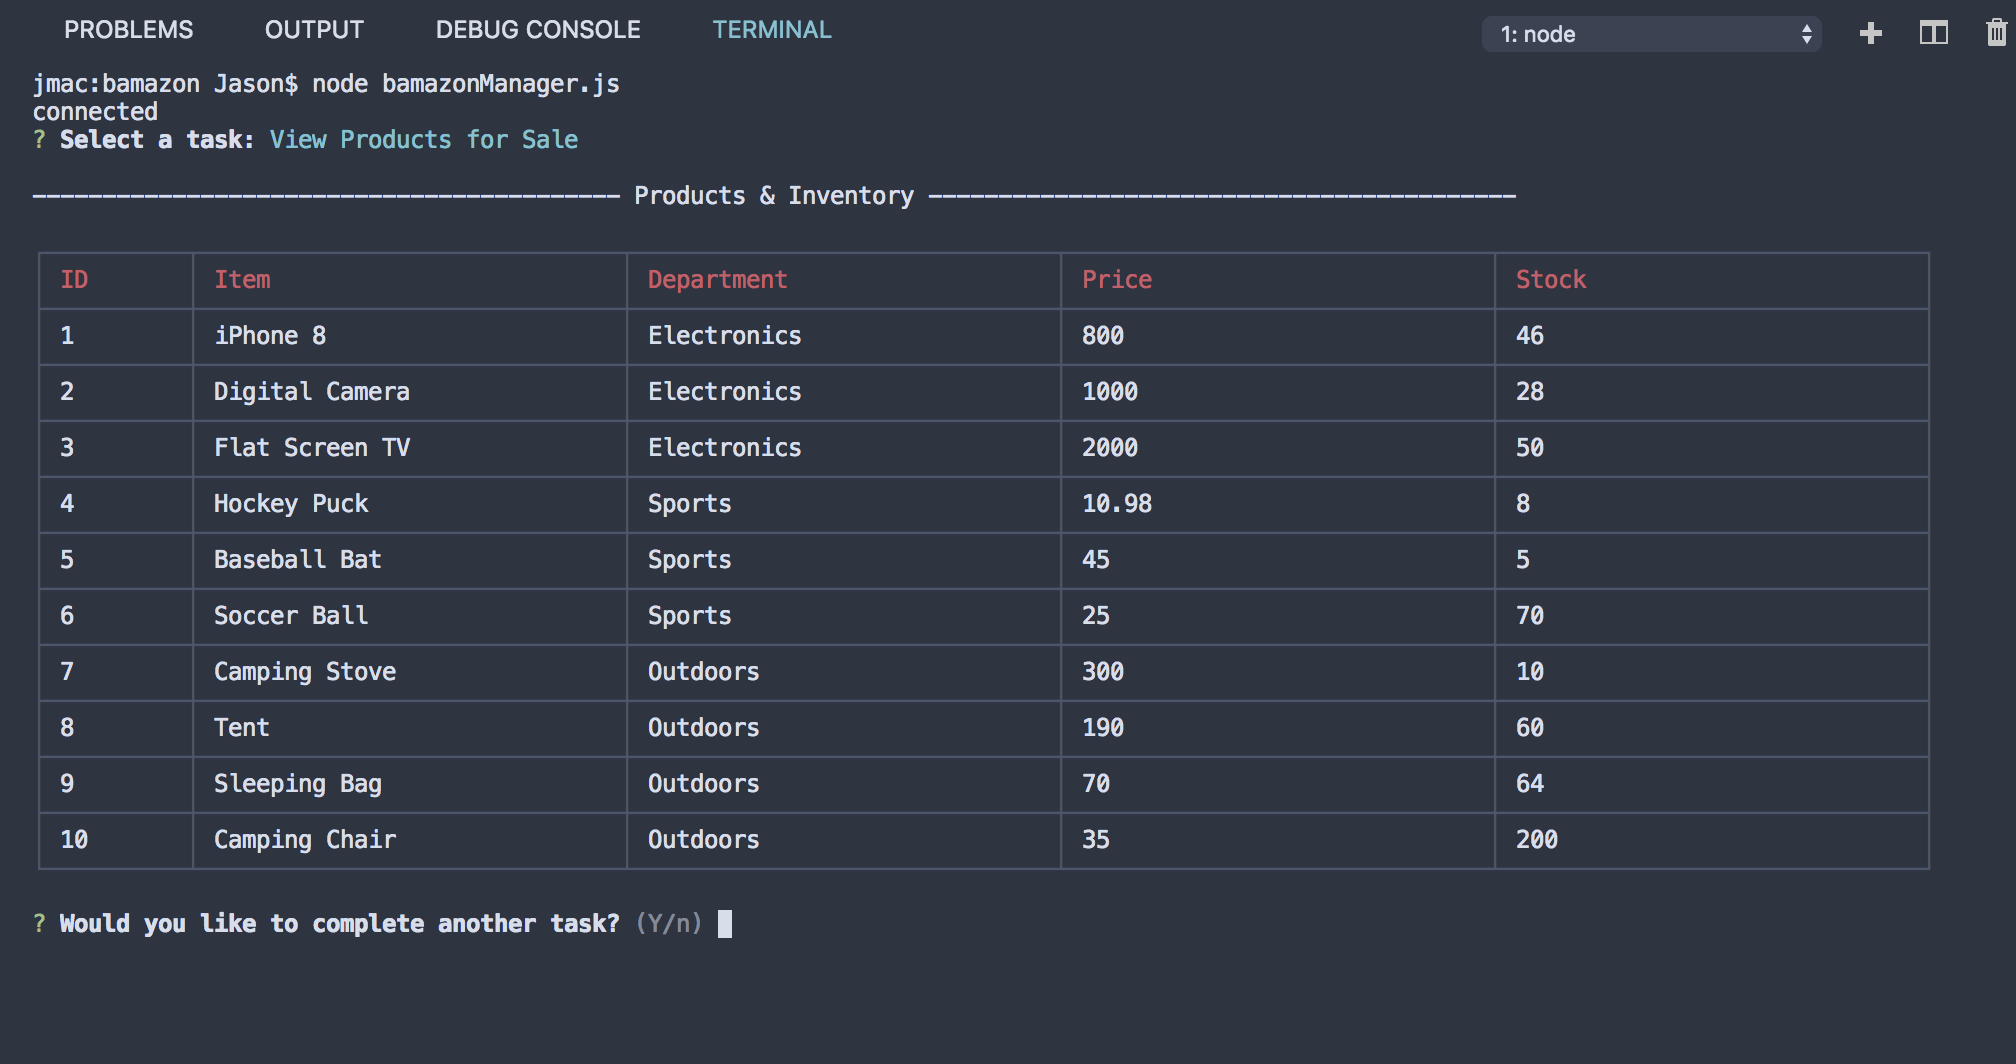 PROBLEMS OUTPUT DEBUG CONSOLE TERMINAL 1: node
jmac:bamazon Jason$ node bamazonManager.js
connected
? Select a task: View Products for Sale
Products & Inventory
ID Item Department Price Stock
1 iPhone 8 Electronics 800 46
2 Digital Camera Electronics 1000 28
3 Flat Screen TV Electronics 2000 50
4 Hockey Puck Sports 10.98 8
5 Baseball Bat Sports 45 5
6 Soccer Ball Sports 25 70
7 Camping Stove Outdoors 300 10
8 Tent Outdoors 190 60
9 Sleeping Bag Outdoors 70 64
10 Camping Chair Outdoors 35 200
? Would you like to complete another task? (Y/n)